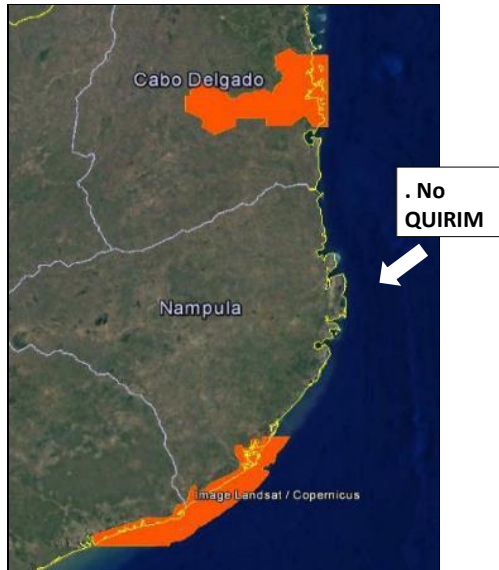 Cabo Delgado
. No
QUIRIM
Nampula
Image Landsat / Copernicus